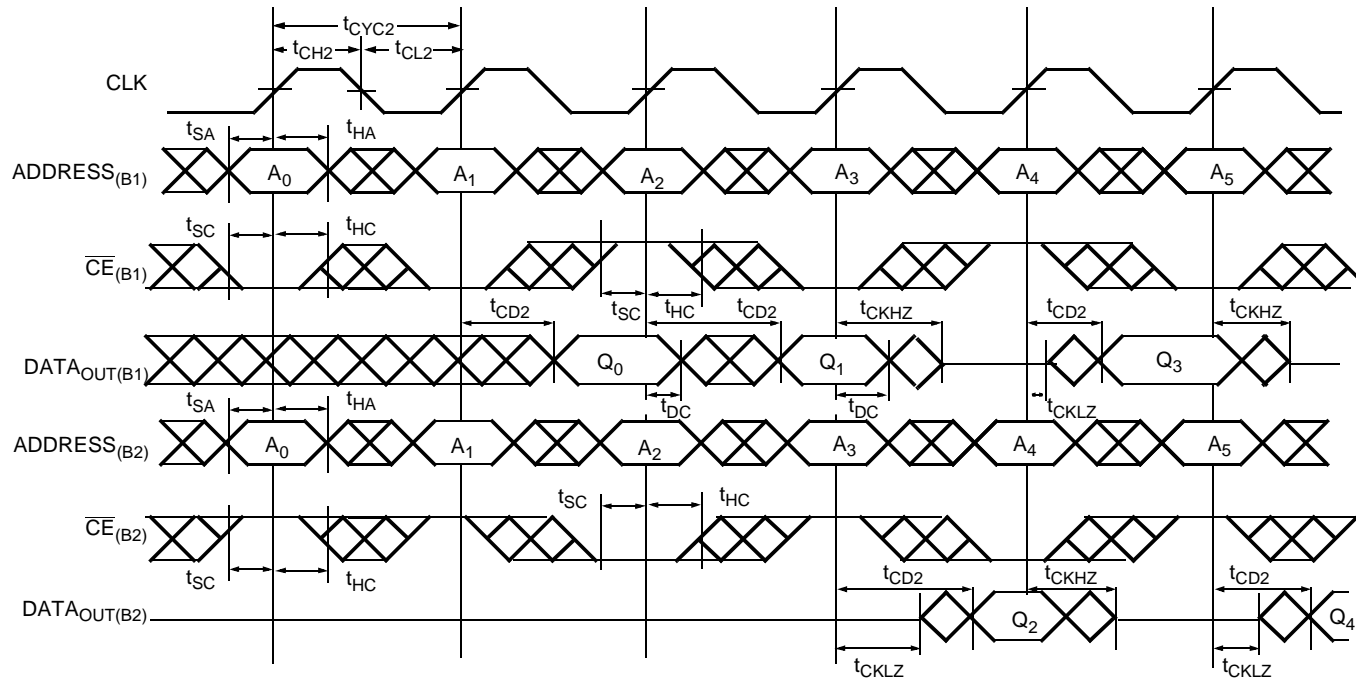 tCYC2
tCH2 tCL2
CLK
tSA tHA
ADDRESS(B1) A0 A1 A2 A3 A4 A5
tSC tHC
CE(B1)
tCD2 tSC tHC tCD2 tCKHZ tCD2 tCKHZ
DATAOUT(B1) Q0 Q1 Q3
tSA tHA tDC tDC tCKLZ
ADDRESS(B2) A0 A1 A2 A3 A4 A5
tSC tHC
CE(B2)
tSC tHC tCD2 tCKHZ tCD2
DATAOUT(B2) Q2 Q4
tCKLZ tCKLZ